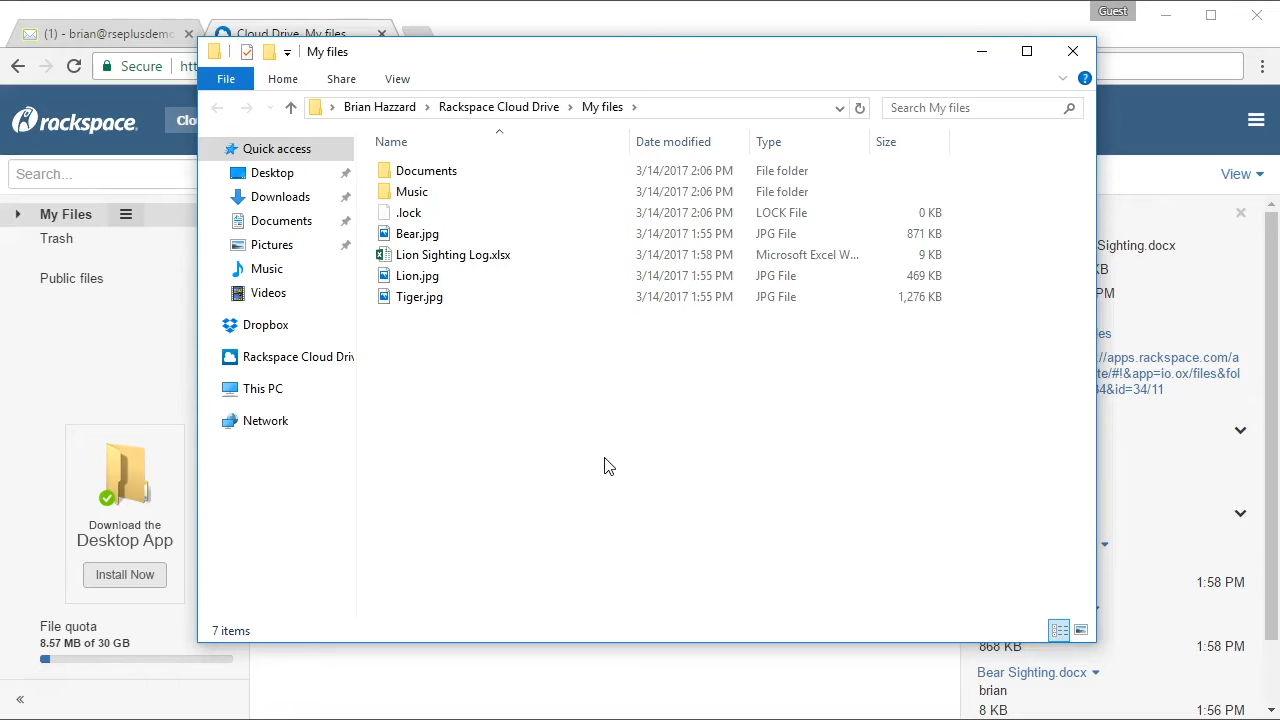 Guest
(1) - brian@rseplusdemo
Cloud Drive. My files
My files
Secure
File
Home
Share
View
Brian Hazzard
Rackspace Cloud Drive
My files
Search My files
rackspace.
Search...
View
My Files
Trash
Public files
Quick access
Desktop
Downloads
Documents
Pictures
Music
Videos
Dropbox
Rackspace Cloud Driv
This PC
Network
Name Date modified Type Size
Documents 3/14/2017 2:06 PM File folder
Music 3/14/2017 2:06 PM File folder
.lock 3/14/2017 2:06 PM LOCK File 0 KB
Bear.jpg 3/14/2017 1:55 PM JPG File 871 KB
Lion Sighting Log.xlsx 3/14/2017 1:58 PM Microsoft Excel W... 9 KB
Lion.jpg 3/14/2017 1:55 PM JPG File 469 KB
Tiger.jpg 3/14/2017 1:55 PM JPG File 1,276 KB
7 items
Download the
Desktop App
Install Now
File quota
8.57 MB of 30 GB
«
Sighting.docx
KB
PM
es
://apps.rackspace.com/a
te/#!&app=io.ox/files&fol
34&id=34/11
1:58 PM
868 KB 1:58 PM
Bear Sighting.docx
brian
8 KB 1:56 PM